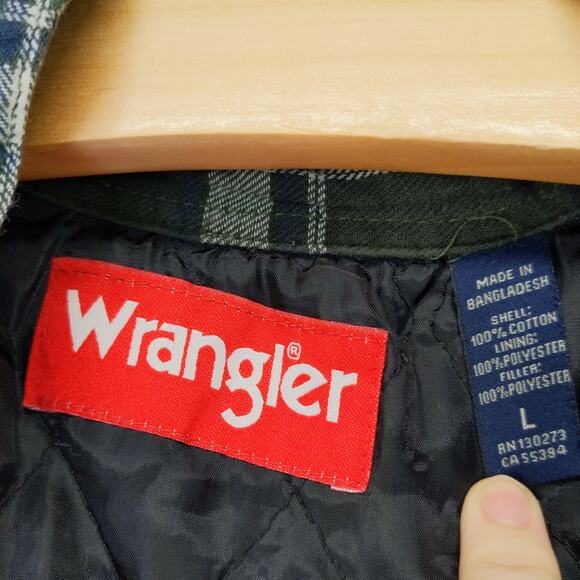 Wrangler®
MADE IN
BANGLADESH
SHELL:
100% COTTON
LINING:
100% POLYESTER
FILLER:
100% POLYESTER
L
RN 130273
CA 55394